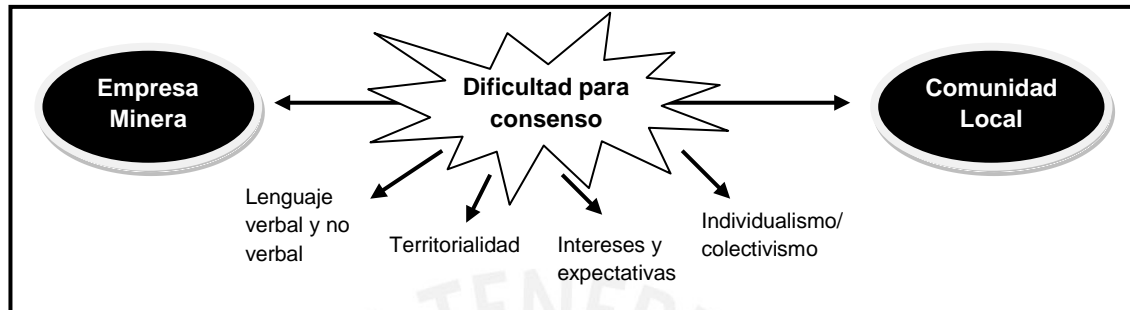 Empresa
Minera
Dificultad para
consenso
Comunidad
Local
Lenguaje
verbal y no
verbal
Territorialidad
Intereses y
expectativas
Individualismo/
colectivismo